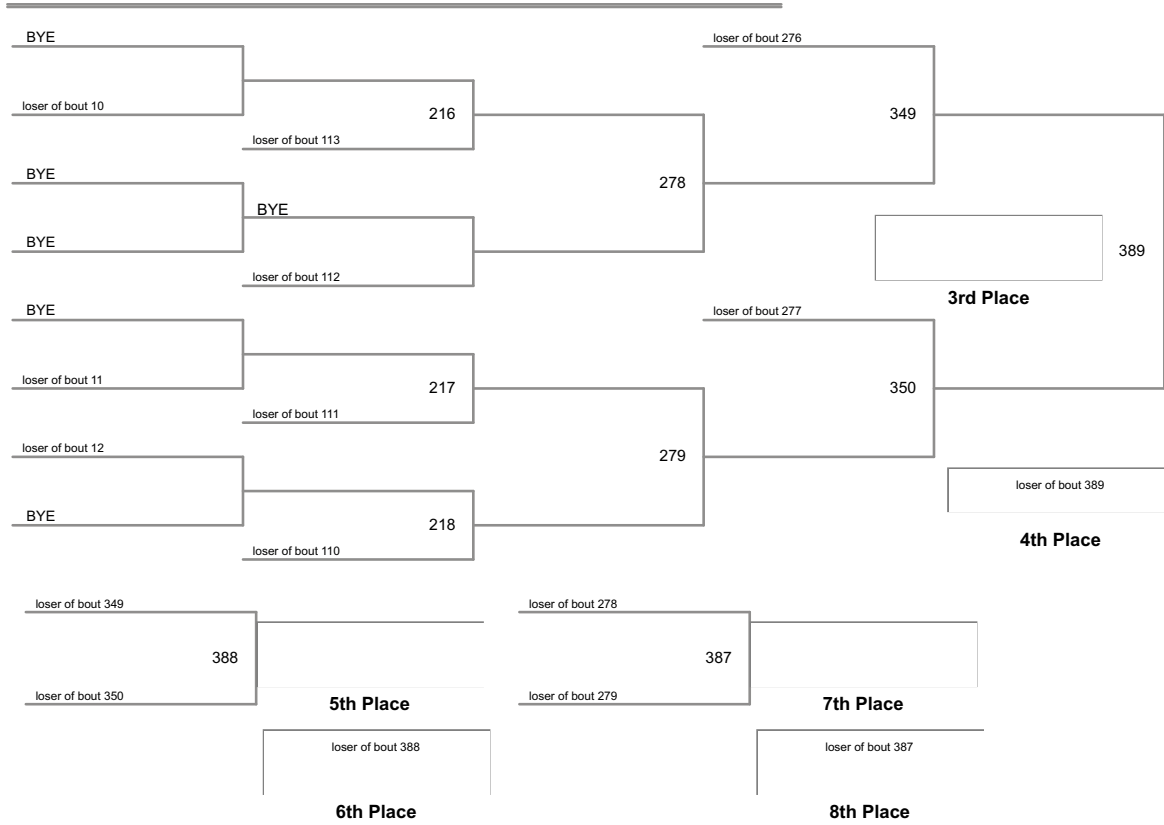 BYE
loser of bout 276
loser of bout 10
216
349
loser of bout 113
BYE
278
BYE
BYE
389
loser of bout 112
3rd Place
BYE
loser of bout 277
loser of bout 11
217
350
loser of bout 111
loser of bout 12
279
loser of bout 389
BYE
218
4th Place
loser of bout 110
loser of bout 349
loser of bout 278
388
387
loser of bout 350
loser of bout 279
5th Place
7th Place
loser of bout 388
loser of bout 387
6th Place
8th Place